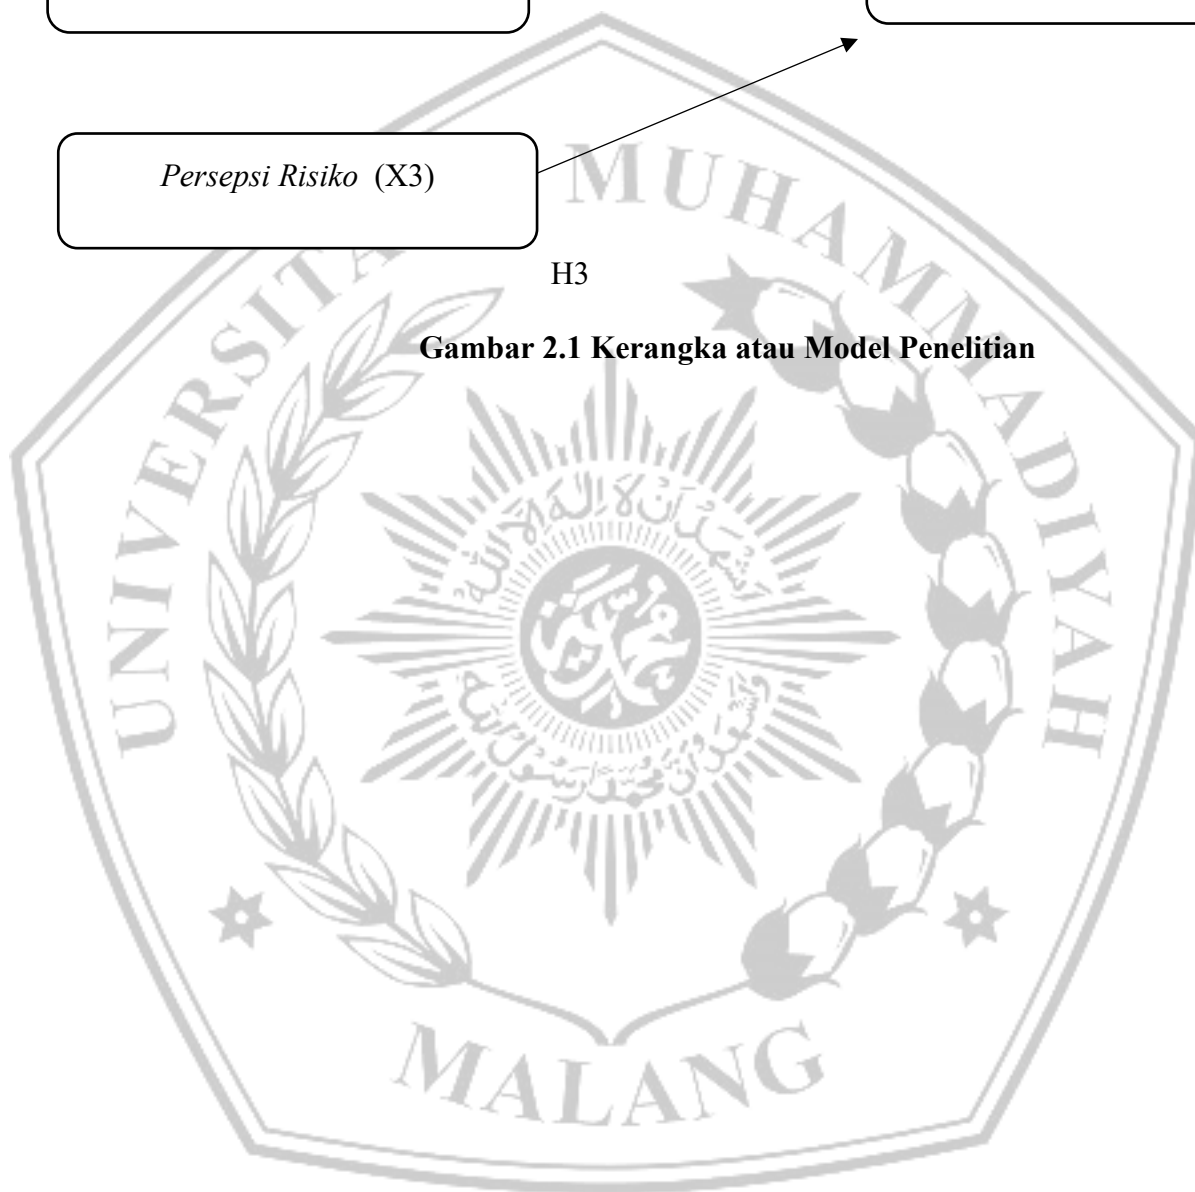 Persepsi Risiko (X3)
H3
Gambar 2.1 Kerangka atau Model Penelitian
UNIVERSITAS MUHAMMADIYAH
MALANG